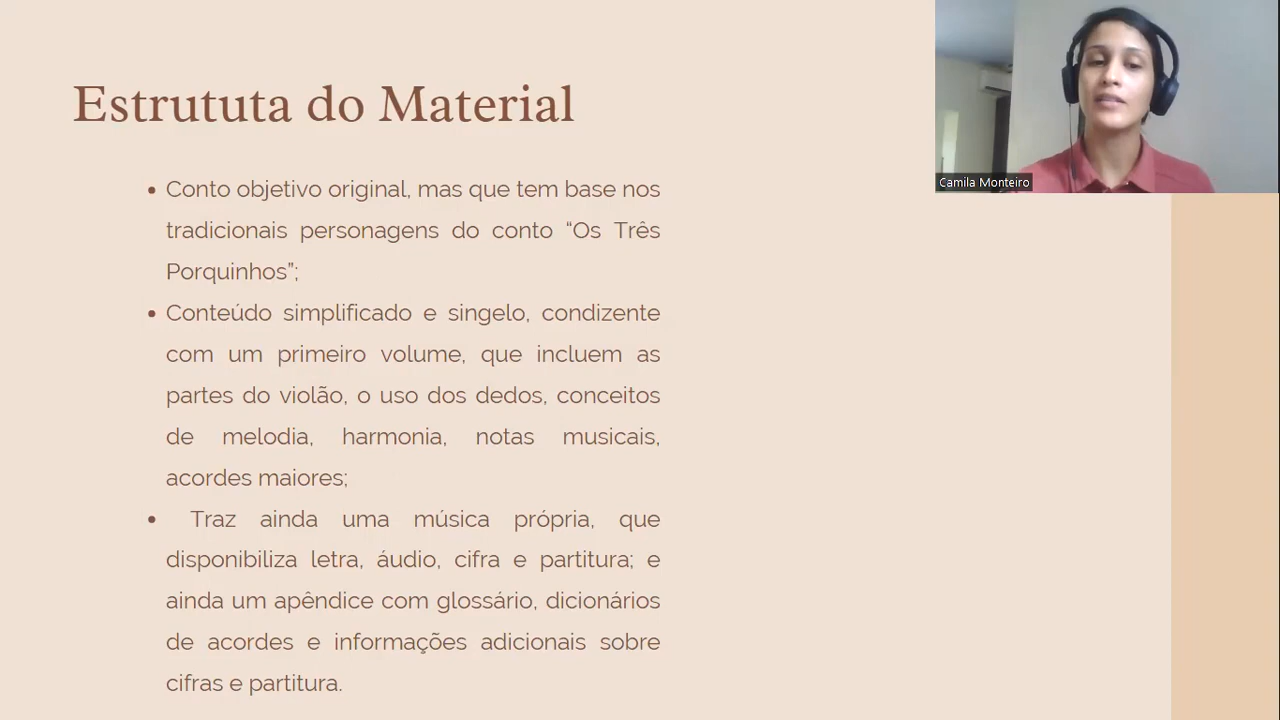 Estrututa do Material
Camila Monteiro
• Conto objetivo original, mas que tem base nos
tradicionais personagens do conto “Os Três
Porquinhos”;
• Conteúdo simplificado e singelo, condizente
com um primeiro volume, que incluem as
partes do violão, o uso dos dedos, conceitos
de melodia, harmonia, notas musicais,
acordes maiores;
• Traz ainda uma música própria, que
disponibiliza letra, áudio, cifra e partitura; e
ainda um apêndice com glossário, dicionários
de acordes e informações adicionais sobre
cifras e partitura.